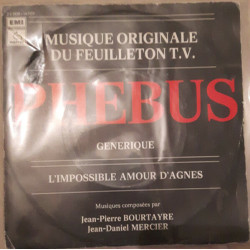 EMI
MUSIQUE ORIGINALE
DU FEUILLETON T.V.
PHEBUS
GENERIQUE
L'IMPOSSIBLE AMOUR D'AGNES
Musiques composées par
Jean-Pierre BOURTAYRE
Jean-Daniel MERCIER